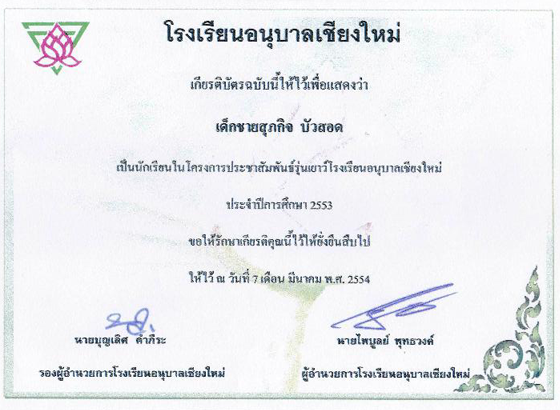 โรงเรียนอนุบาลเชียงใหม่
เกียรติบัตรฉบับนี้ให้ไว้เพื่อแสดงว่า
เด็กชายสุภกิจ บัวสอด
เป็นนักเรียนในโครงการประชาสัมพันธ์รุ่นเยาว์โรงเรียนอนุบาลเชียงใหม่
ประจำปีการศึกษา 2553
ขอให้รักษาเกียรติคุณนี้ไว้ให้ยั่งยืนสืบไป
ให้ไว้ ณ วันที่ 7 เดือน มีนาคม พ.ศ. 2554
นายบุญเลิศ ค่ำภีระ
นายไพบูลย์ พุทธวงค์
รองผู้อำนวยการโรงเรียนอนุบาลเชียงใหม่
ผู้อำนวยการโรงเรียนอนุบาลเชียงใหม่